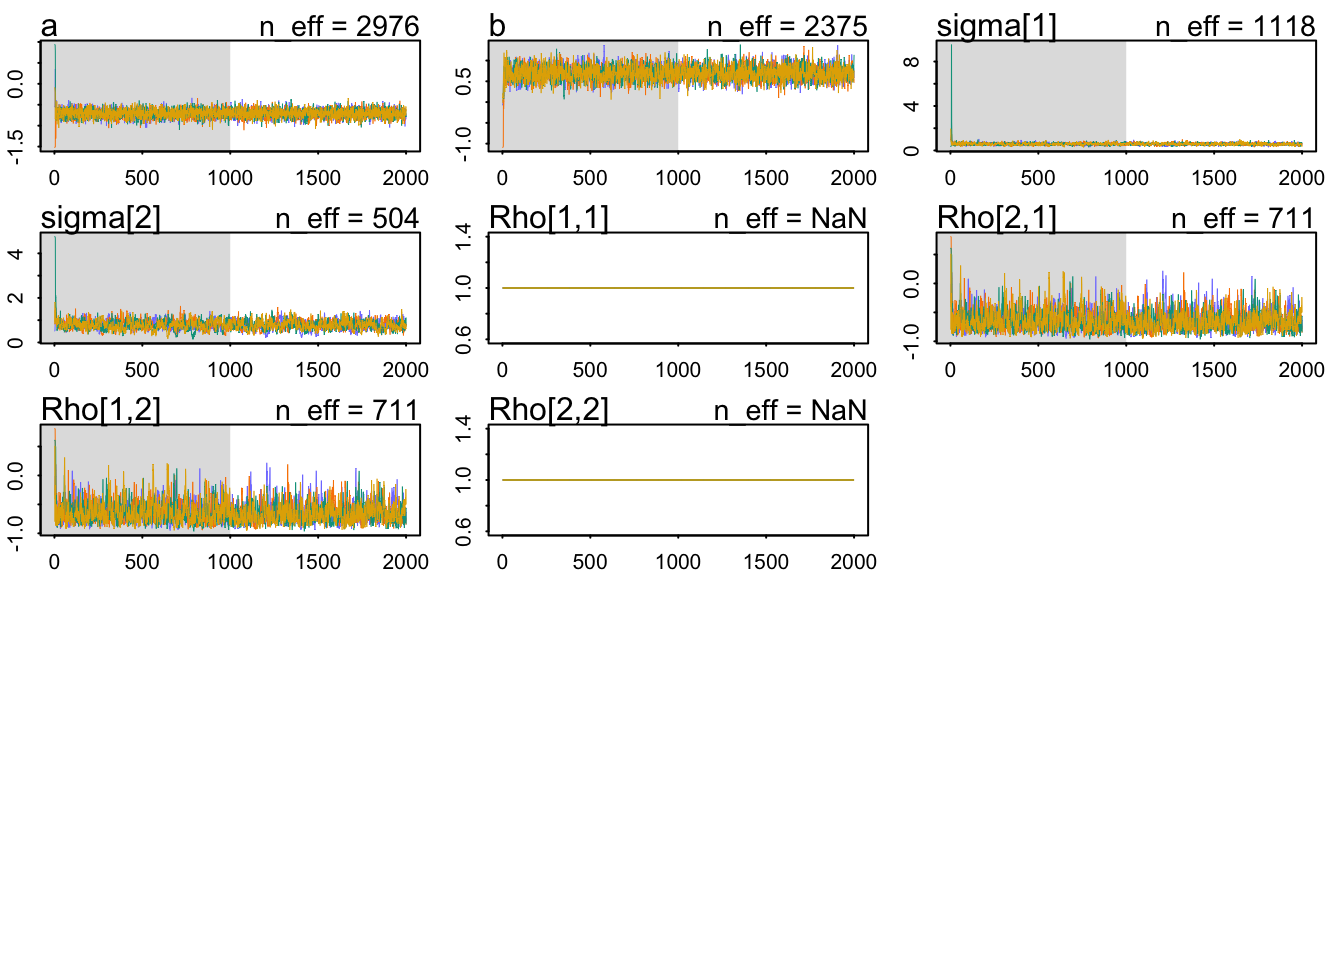 a n_eff = 2976
0.0
-1.5
0 500 1000 1500 2000
b n_eff = 2375
0.5
-1.0
0 500 1000 1500 2000
sigma[1] n_eff = 1118
8
4
0
0 500 1000 1500 2000
sigma[2] n_eff = 504
4
2
0
0 500 1000 1500 2000
Rho[1,1] n_eff = NaN
1.4
1.0
0.6
0 500 1000 1500 2000
Rho[2,1] n_eff = 711
0.0
-1.0
0 500 1000 1500 2000
Rho[1,2] n_eff = 711
0.0
-1.0
0 500 1000 1500 2000
Rho[2,2] n_eff = NaN
1.4
1.0
0.6
0 500 1000 1500 2000